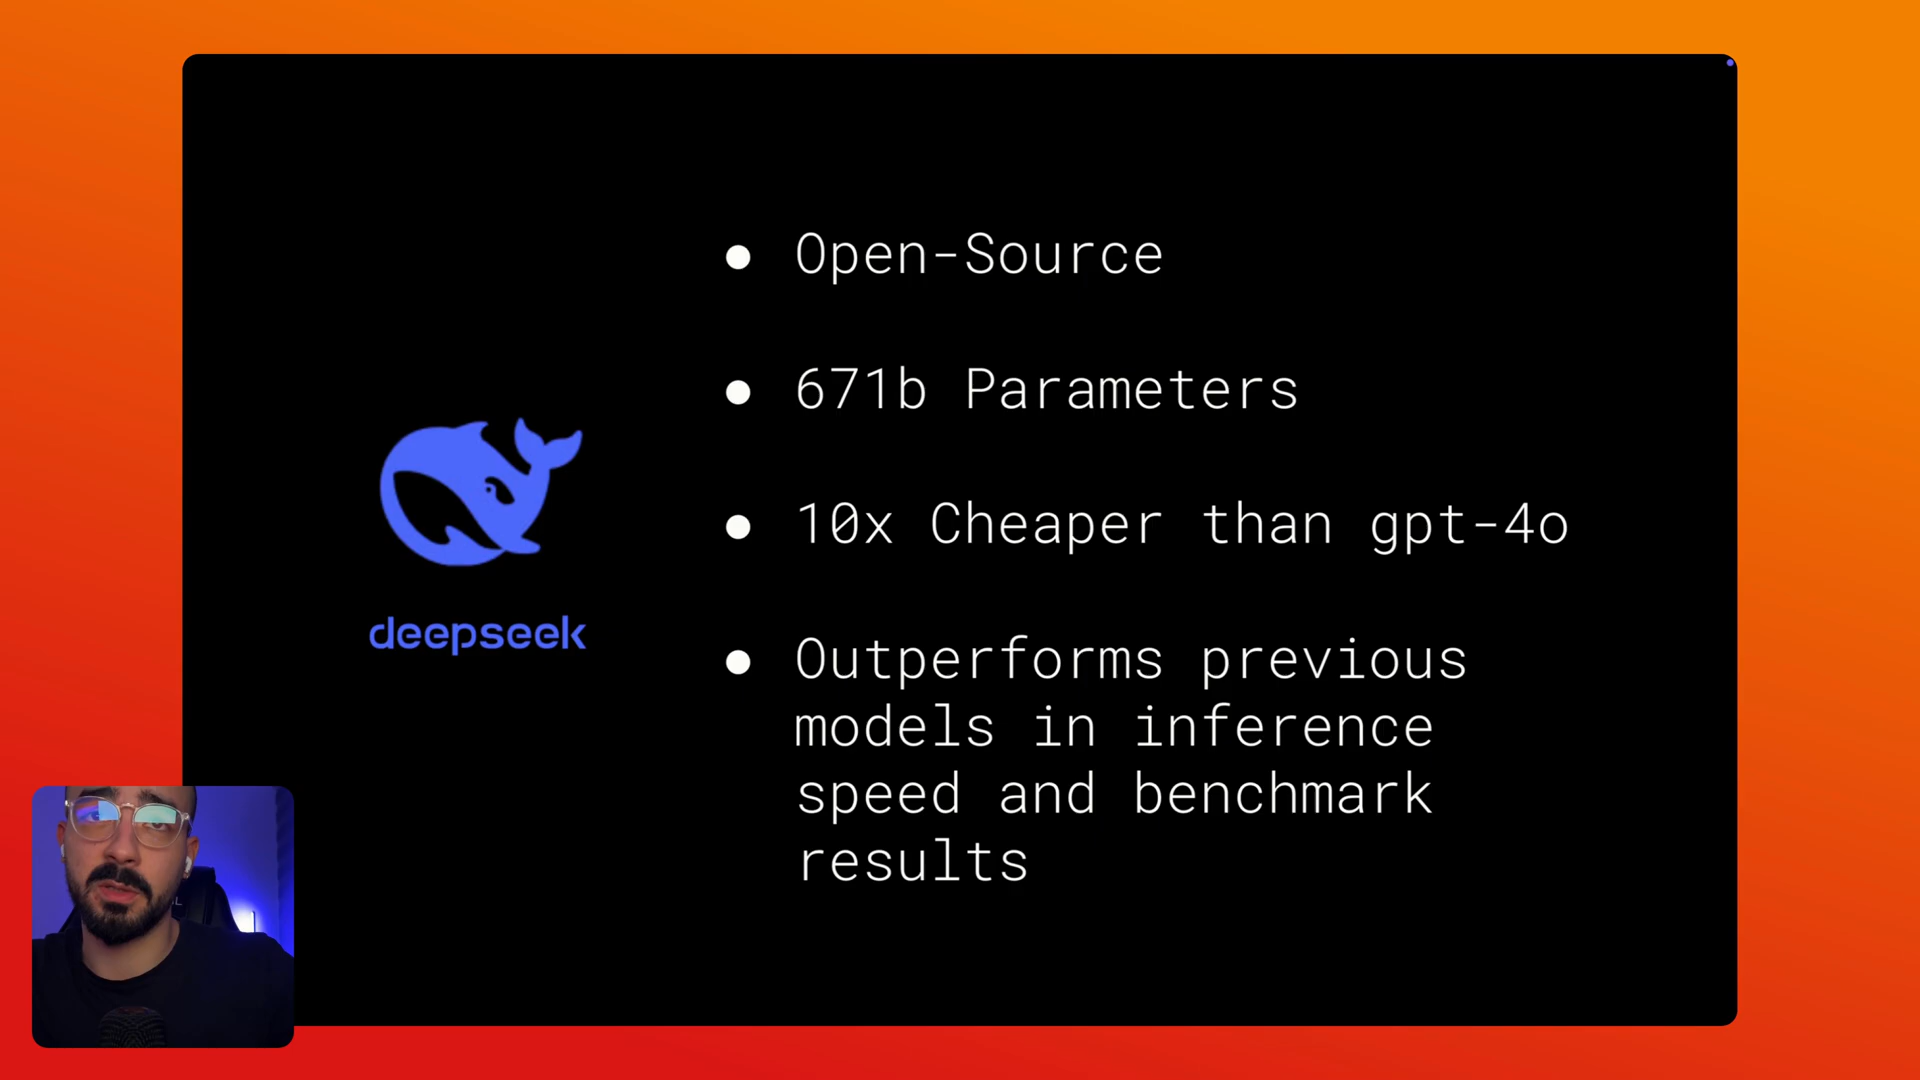 Open-Source
671b Parameters
10x Cheaper than gpt-4o
Outperforms previous
models in inference
speed and benchmark
results
deepseek